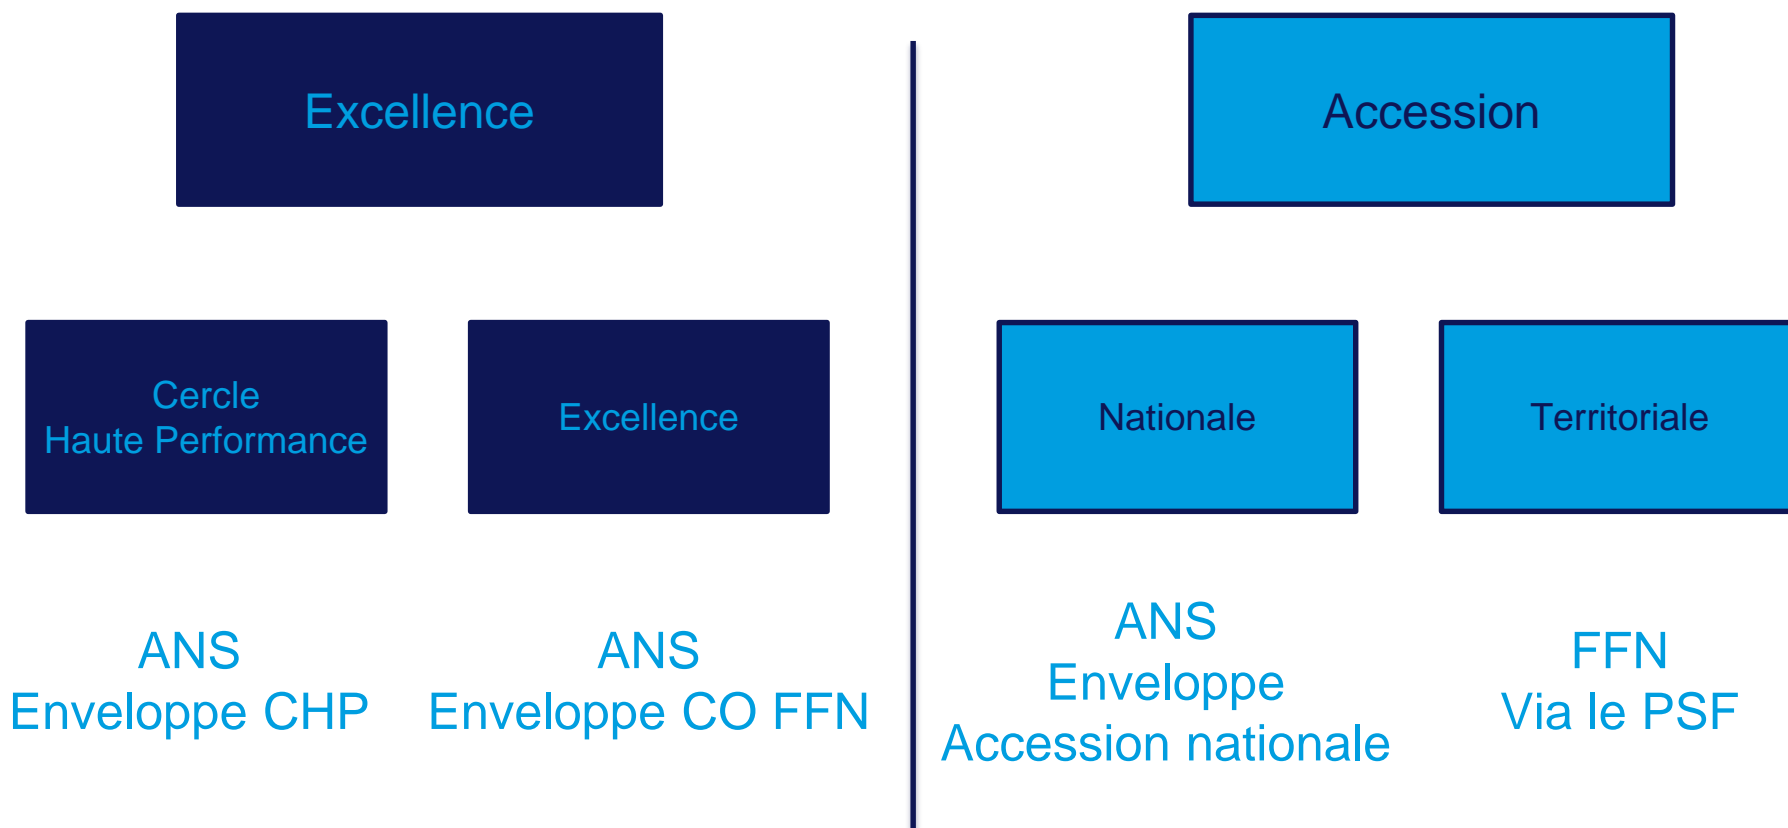 Excellence
Accession
Cercle
Haute Performance
Excellence
Nationale
Territoriale
ANS
Enveloppe CHP
ANS
Enveloppe CO FFN
ANS
Enveloppe
Accession nationale
FFN
Via le PSF